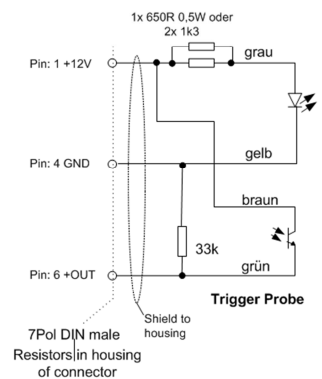 1x 650R 0,5W oder
2x 1k3
grau
Pin: 1 +12V
gelb
Pin: 4 GND
braun
33k
grün
Pin: 6 +OUT
Trigger Probe
Shield to
housing
7Pol DIN male
Resistors in housing
of connector